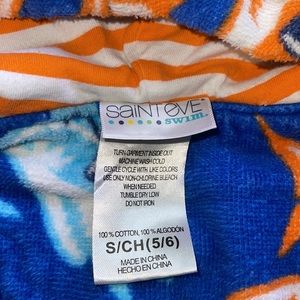 SAINT EVE
swim.
TURN GARMENT INSIDE OUT
MACHINE WASH COLD
GENTLE CYCLE WITH LIKE COLORS
USE ONLY NON-CHLORINE BLEACH
WHEN NEEDED
TUMBLE DRY LOW
DO NOT IRON
100 % COTTON, 100 % ALGODÓN
S/CH(5/6)
MADE IN CHINA
HECHO EN CHINA